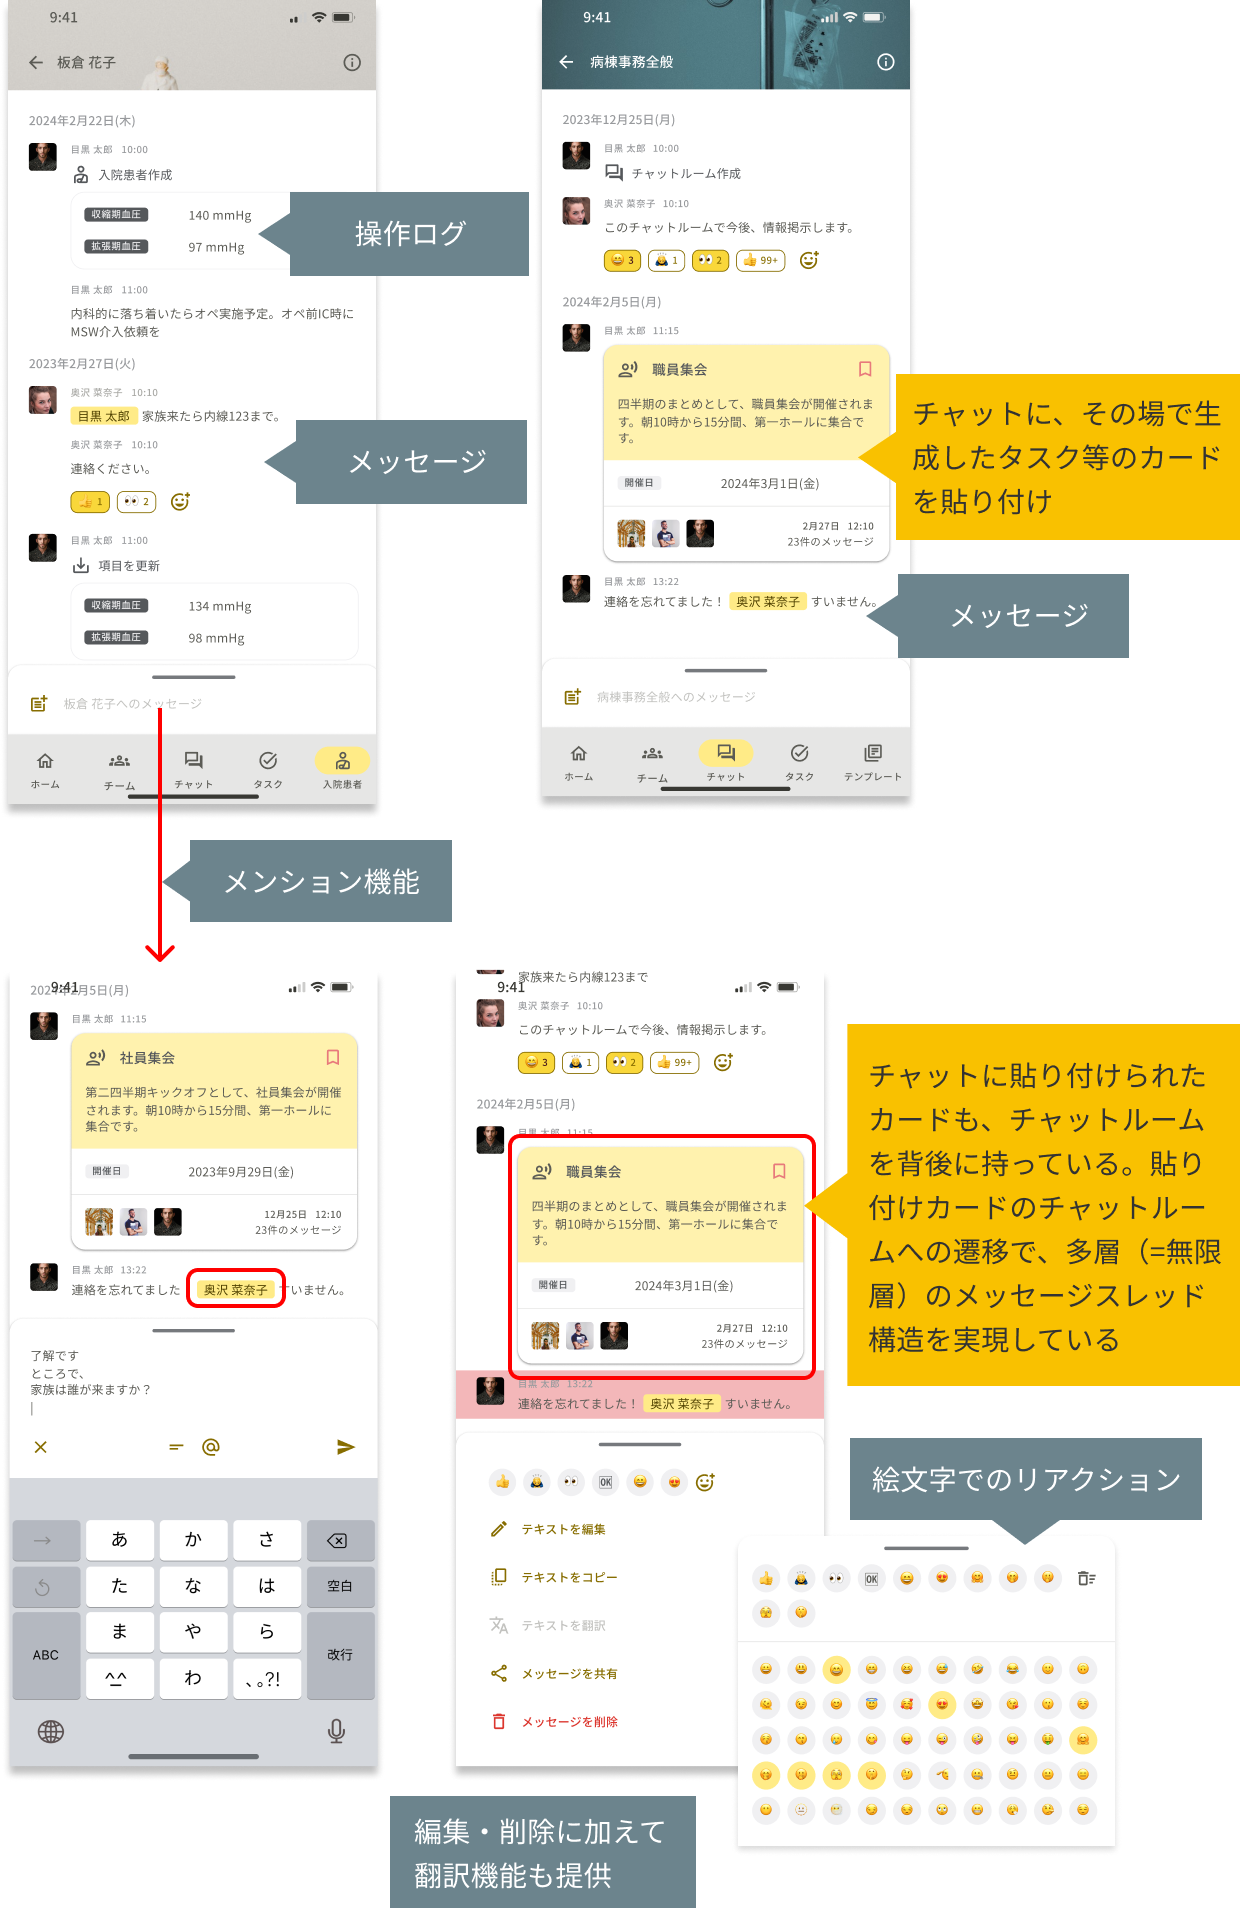 9:41
板倉 花子
2024年2月22日(木)
目黒 太郎 10:00
入院患者作成
収縮期血圧 140 mmHg
拡張期血圧 97 mmHg
操作ログ
目黒 太郎 11:00
内科的に落ち着いたらオペ実施予定。オペ前IC時に
MSW介入依頼を
2023年2月27日(火)
奥沢 菜奈子 10:10
目黒 太郎 家族来たら内線123まで。
奥沢 菜奈子 10:10
連絡ください。
1 2
メッセージ
目黒 太郎 11:00
項目を更新
収縮期血圧 134 mmHg
拡張期血圧 98 mmHg
板倉 花子へのメッセージ
ホーム チーム チャット タスク 入院患者
9:41
病棟事務全般
2023年12月25日(月)
目黒 太郎 10:00
チャットルーム作成
奥沢 菜奈子 10:10
このチャットルームで今後、情報掲示します。
3 1 2 99+
2024年2月5日(月)
目黒 太郎 11:15
職員集会
四半期のまとめとして、職員集会が開催されま
す。朝10時から15分間、第一ホールに集合で
す。
開催日 2024年3月1日(金)
2月27日 12:10
23件のメッセージ
チャットに、その場で生
成したタスク等のカード
を貼り付け
目黒 太郎 13:22
連絡を忘れてました！ 奥沢 菜奈子 すいません。
メッセージ
病棟事務全般へのメッセージ
ホーム チーム チャット タスク テンプレート
メンション機能
9:41
2024年2月5日(月)
目黒 太郎 11:15
社員集会
第二四半期キックオフとして、社員集会が開催
されます。朝10時から15分間、第一ホールに
集合です。
開催日 2023年9月29日(金)
12月25日 12:10
23件のメッセージ
目黒 太郎 13:22
連絡を忘れてました 奥沢 菜奈子 すいません。
了解です
ところで、
家族は誰が来ますか？
→ あ か さ
た な は 空白
ABC ま や ら 改行
^_^ わ 、。?!
家族来たら内線123まで
9:41
奥沢 菜奈子 10:10
このチャットルームで今後、情報掲示します。
3 1 2 99+
2024年2月5日(月)
目黒 太郎 11:15
職員集会
四半期のまとめとして、職員集会が開催されま
す。朝10時から15分間、第一ホールに集合で
す。
開催日 2024年3月1日(金)
2月27日 12:10
23件のメッセージ
目黒 太郎 13:22
連絡を忘れてました！ 奥沢 菜奈子 すいません。
OK
テキストを編集
テキストをコピー
テキストを翻訳
メッセージを共有
メッセージを削除
チャットに貼り付けられた
カードも、チャットルーム
を背後に持っている。貼り
付けカードのチャットルー
ムへの遷移で、多層（=無限
層）のメッセージスレッド
構造を実現している
絵文字でのリアクション
OK
編集・削除に加えて
翻訳機能も提供